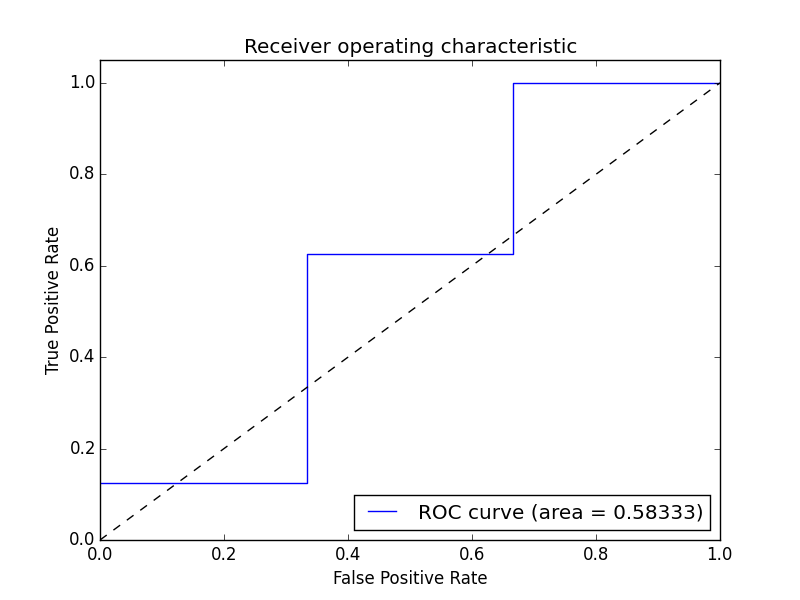 Receiver operating characteristic
1.0
0.8
0.6
0.4
0.2
0.0
True Positive Rate
ROC curve (area = 0.58333)
0.0 0.2 0.4 0.6 0.8 1.0
False Positive Rate